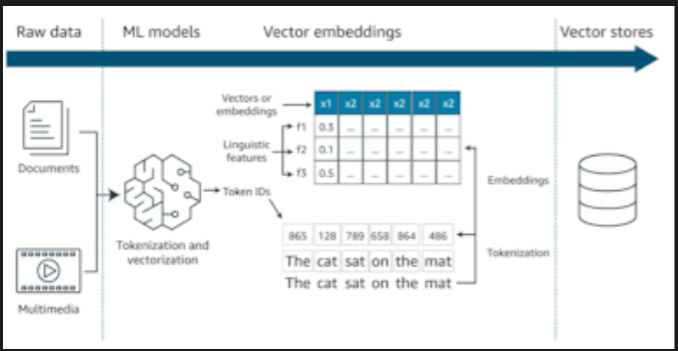 Raw data
ML models
Vector embeddings
Vector stores
Vectors or
embeddings
x1 x2 x2 x2 x2 x2
f1 0.3 ... ... ... ... ...
Linguistic
features
f2 0.1 ... ... ... ... ...
f3 0.5 ... ... ... ... ...
Documents
Token IDs
Embeddings
865 128 789 658 864 486
Tokenization and
vectorization
Tokenization
The cat sat on the mat
The cat sat on the mat
Multimedia